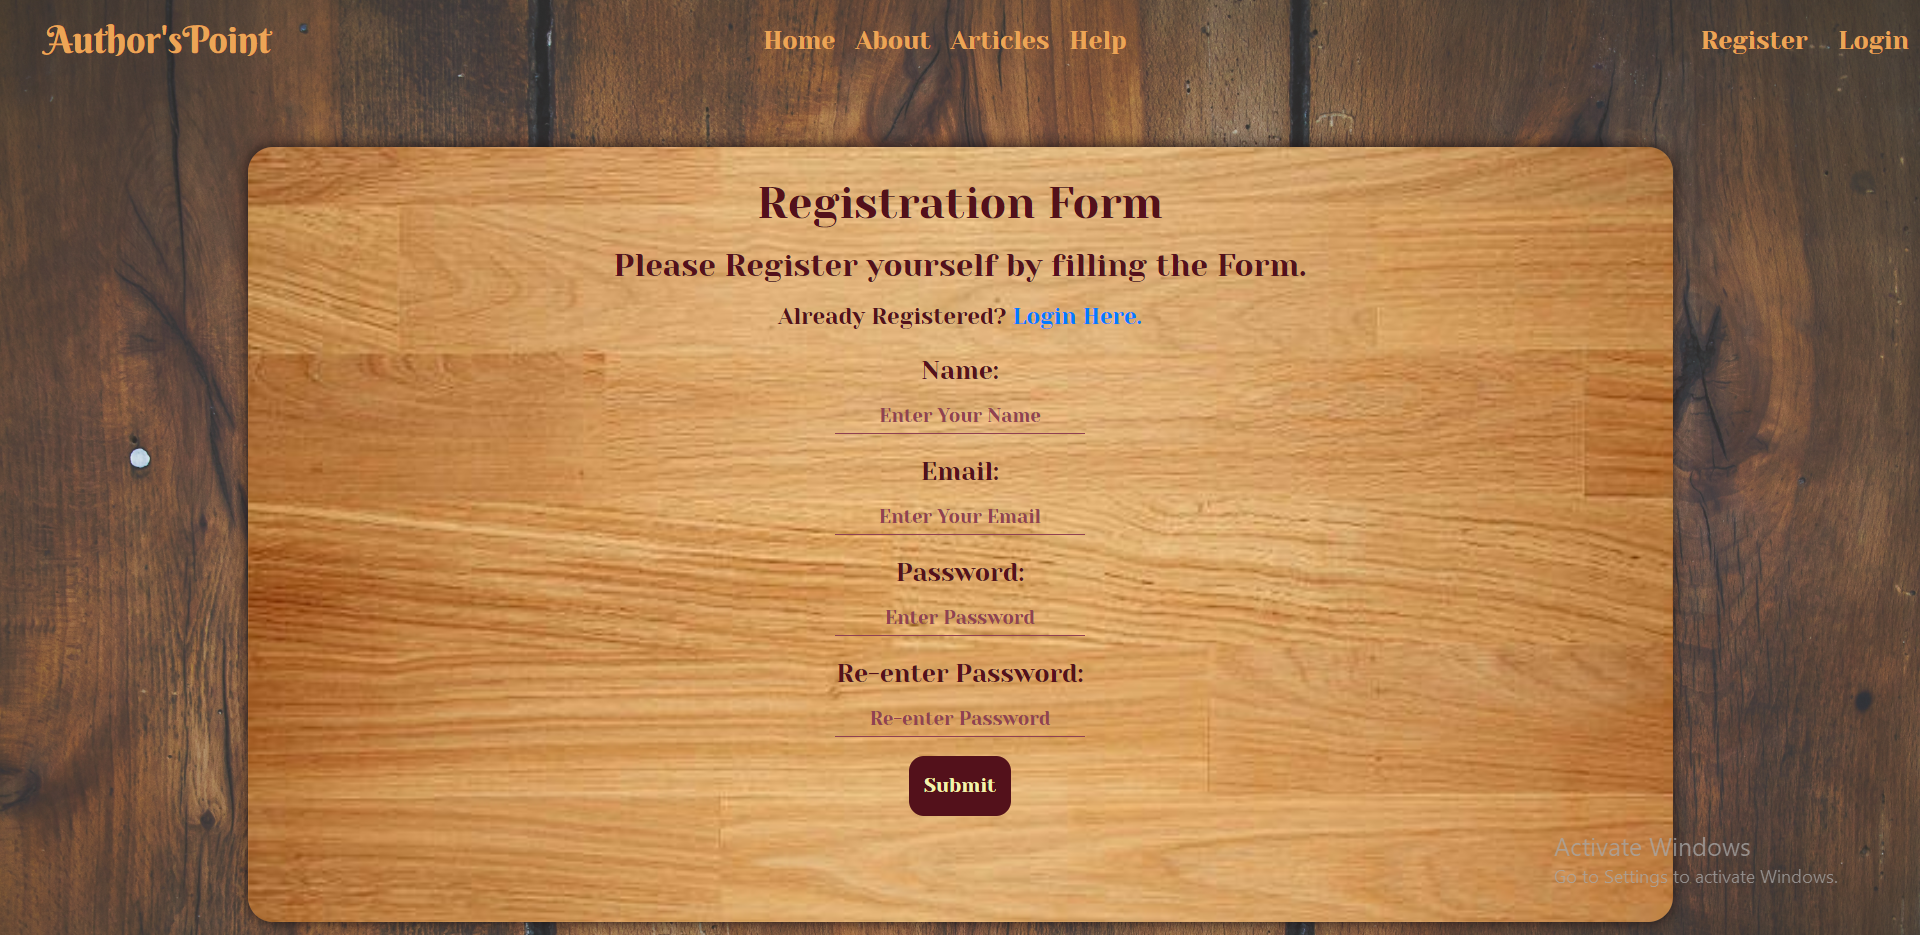 Author'sPoint
Home About Articles Help
Register Login
Registration Form
Please Register yourself by filling the Form.
Already Registered? Login Here.
Name:
Enter Your Name
Email:
Enter Your Email
Password:
Enter Password
Re-enter Password:
Re-enter Password
Submit
Activate Windows
Go to Settings to activate Windows.